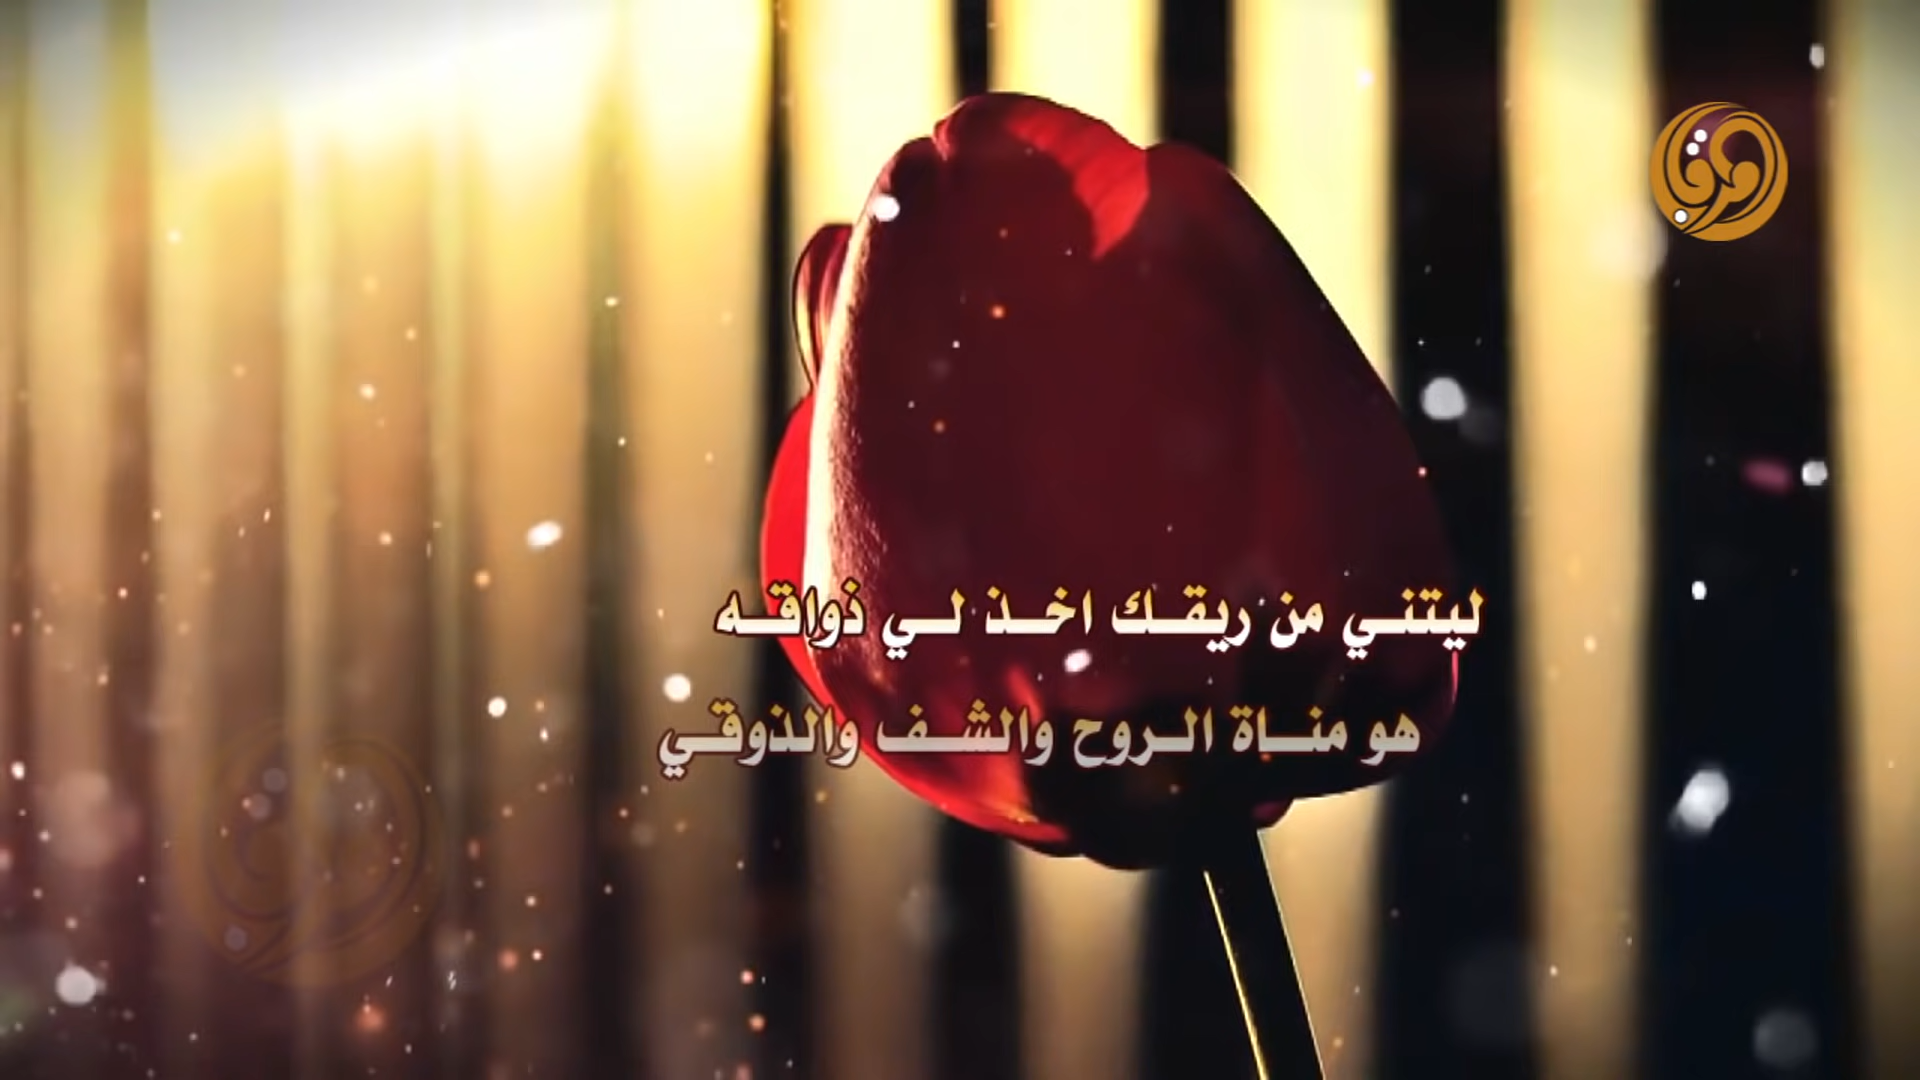 ليتني من ريقك اخذ لي ذواقه
هو مناة الروح والشف والذوقي